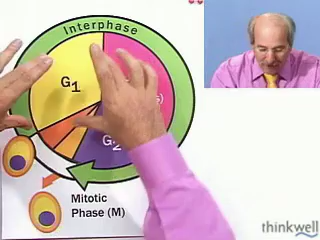 Interphase
G1
s)
G2
Mitotic
Phase (M)
thinkwell